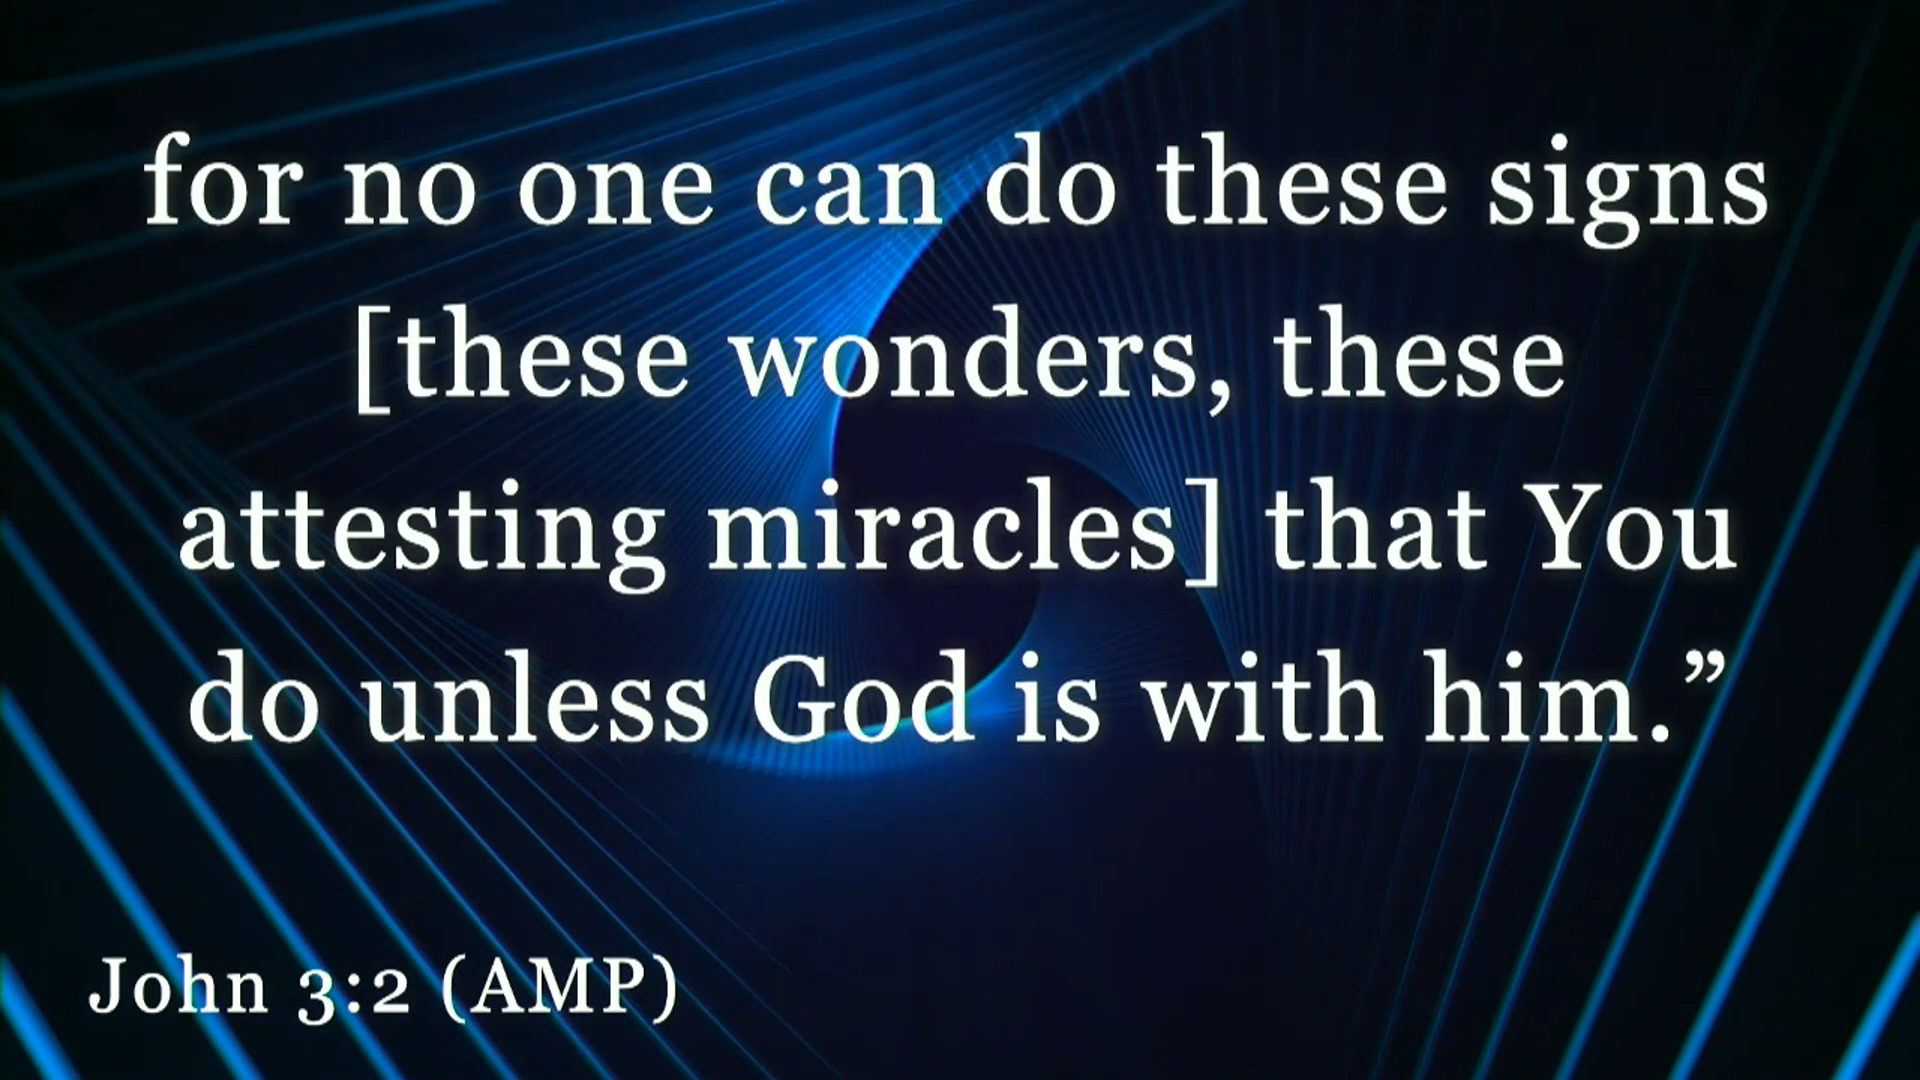 for no one can do these signs
[these wonders, these
attesting miracles] that You
do unless God is with him.”
John 3:2 (AMP)